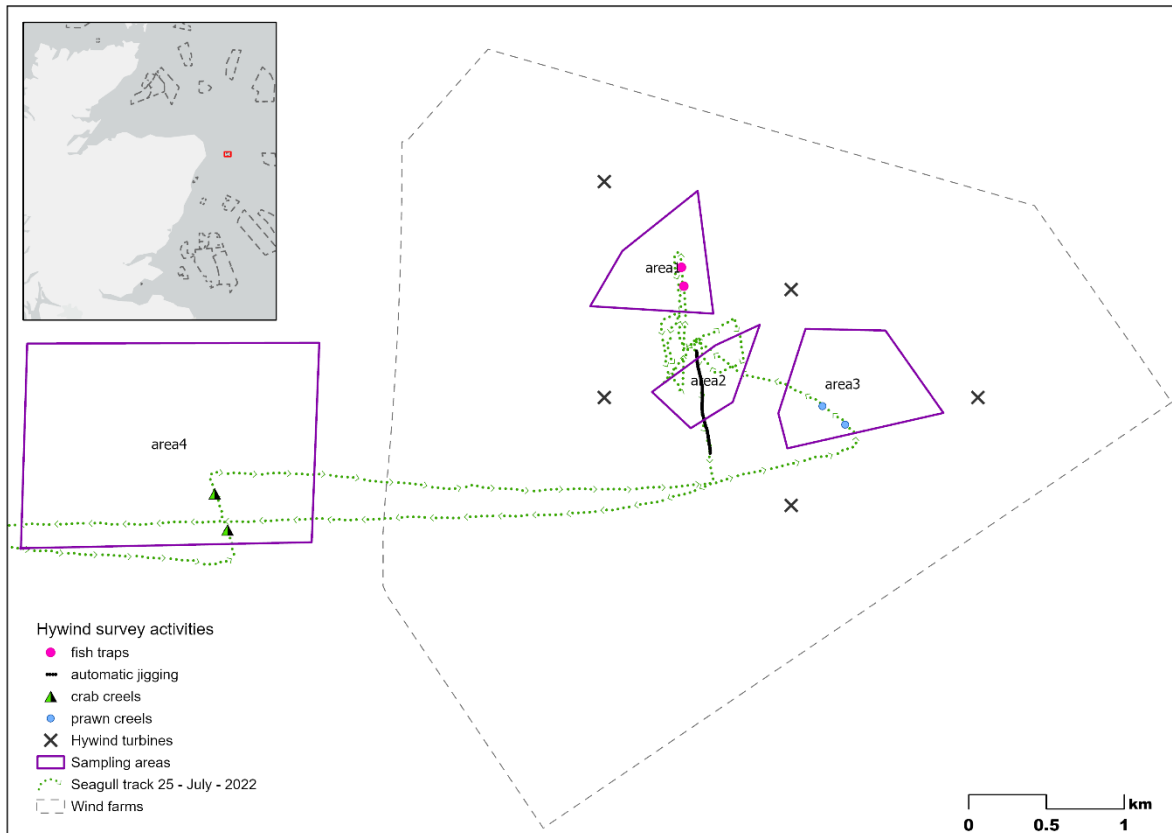 area1
area2
area3
area4
Hywind survey activities
fish traps
automatic jigging
crab creels
prawn creels
Hywind turbines
Sampling areas
Seagull track 25 - July - 2022
Wind farms
km
0 0.5 1